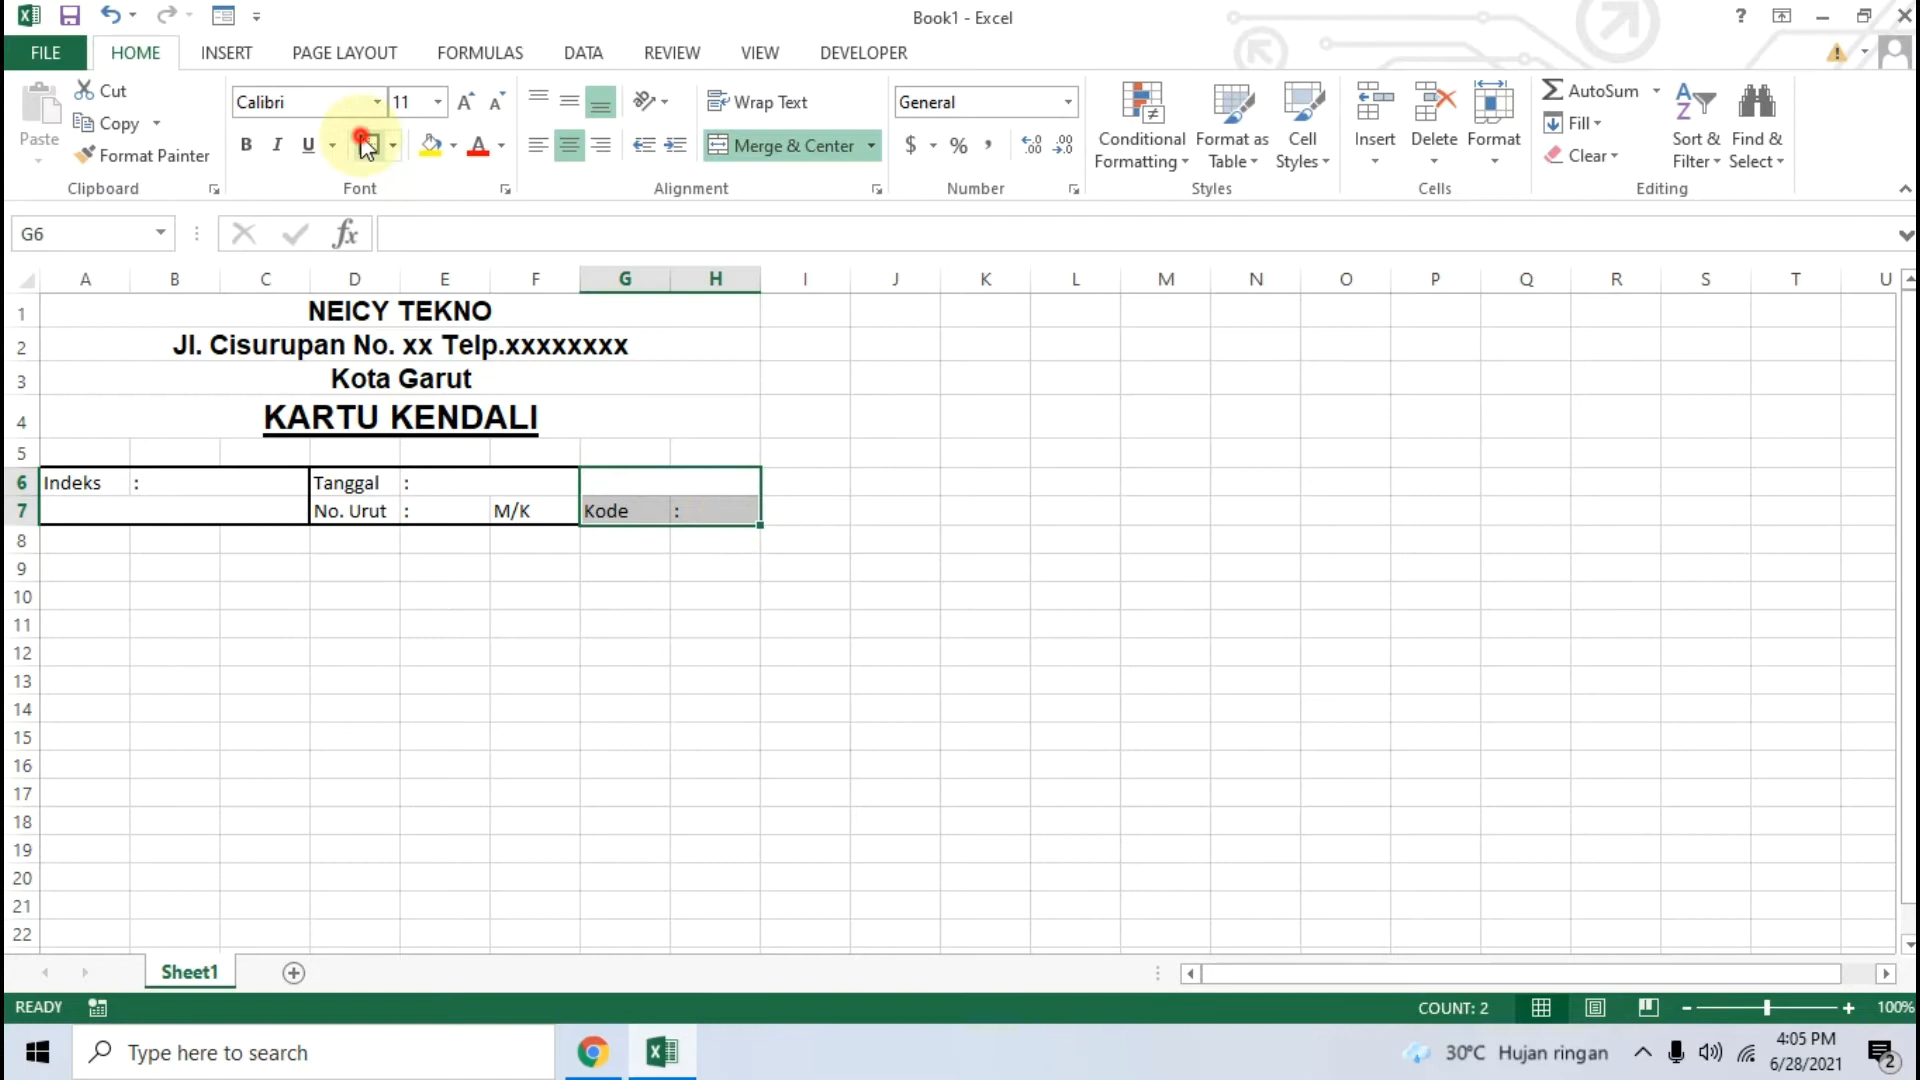 Book1 - Excel
?
FILE HOME INSERT PAGE LAYOUT FORMULAS DATA REVIEW VIEW DEVELOPER
Paste
Cut
Copy
Format Painter
Clipboard
Calibri 11
B I U
Font
Wrap Text
Merge & Center
Alignment
General
$ % ,
Number
Conditional Formatting
Format as Table
Cell Styles
Styles
Insert
Delete
Format
Cells
AutoSum
Fill
Clear
Sort & Filter
Find & Select
Editing
G6
fx
A B C D E F G H I J K L M N O P Q R S T U
1 NEICY TEKNO
2 Jl. Cisurupan No. xx Telp.xxxxxxxx
3 Kota Garut
4 KARTU KENDALI
5
6 Indeks : Tanggal :
7 No. Urut : M/K Kode :
8
9
10
11
12
13
14
15
16
17
18
19
20
21
22
Sheet1
READY COUNT: 2 100%
Type here to search
30°C Hujan ringan
4:05 PM
6/28/2021
2